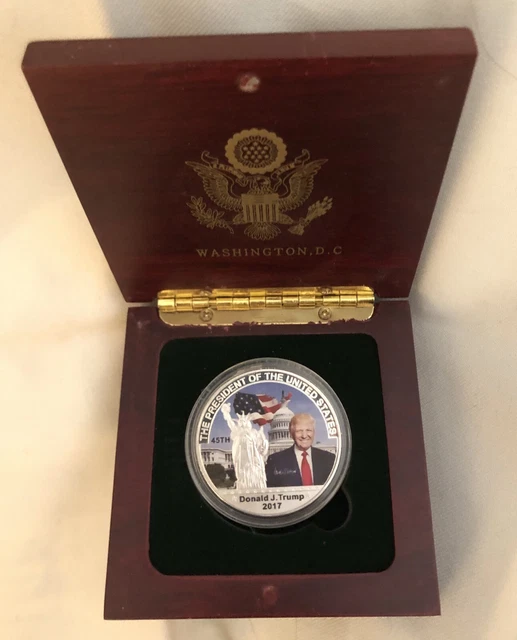 WASHINGTON, D.C
THE PRESIDENT OF THE UNITED STATES
45TH
Donald J. Trump
2017